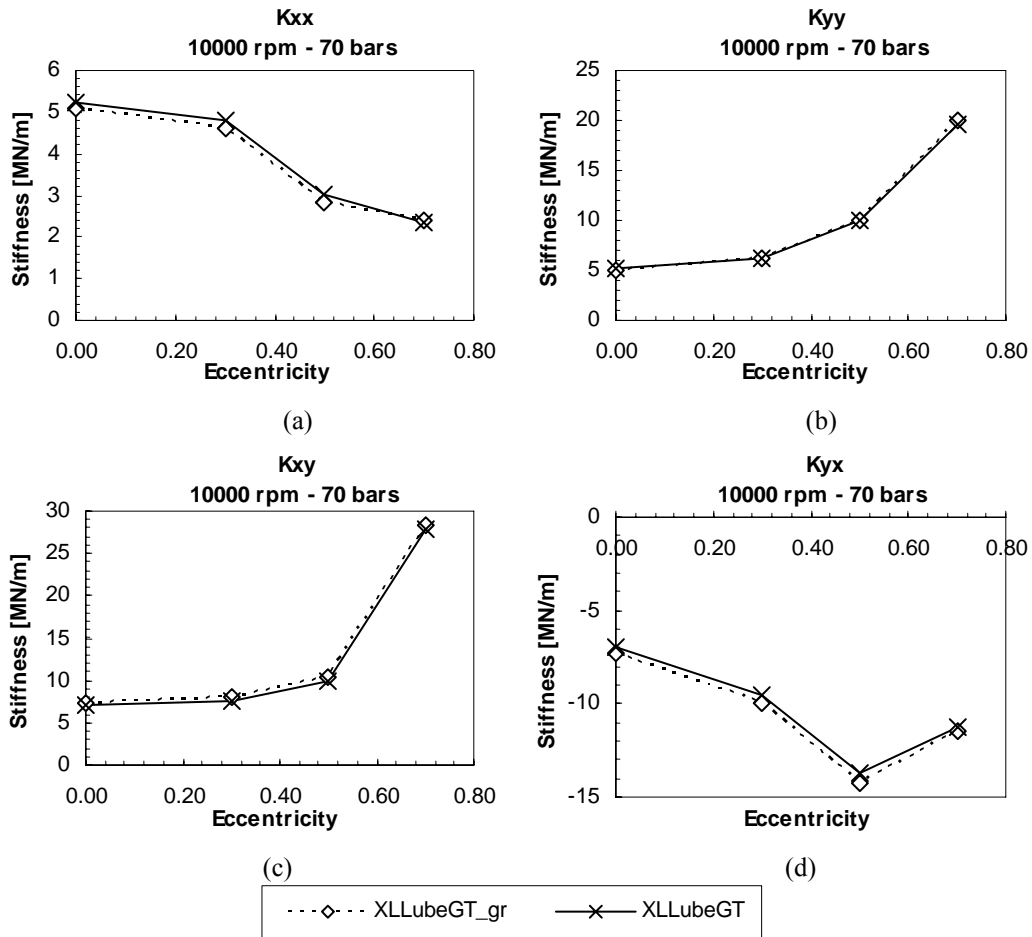 Kxx
10000 rpm - 70 bars
6
5
4
3
2
1
0
Stiffness [MN/m]
0.00 0.20 0.40 0.60 0.80
Eccentricity
(a)
Kyy
10000 rpm - 70 bars
25
20
15
10
5
0
Stiffness [MN/m]
0.00 0.20 0.40 0.60 0.80
Eccentricity
(b)
Kxy
10000 rpm - 70 bars
30
25
20
15
10
5
0
Stiffness [MN/m]
0.00 0.20 0.40 0.60 0.80
Eccentricity
(c)
Kyx
10000 rpm - 70 bars
0
-5
-10
-15
Stiffness [MN/m]
0.00 0.20 0.40 0.60 0.80
Eccentricity
(d)
XLLubeGT_gr XLLubeGT